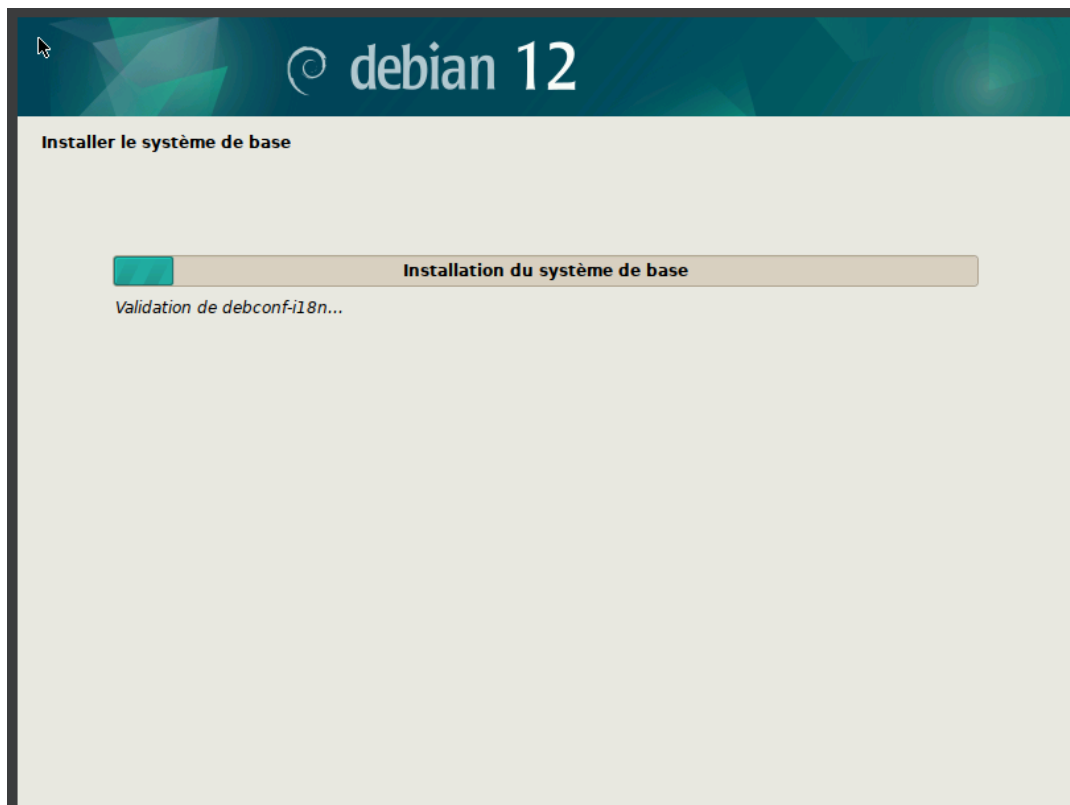 debian 12
Installer le système de base
Installation du système de base
Validation de debconf-i18n...